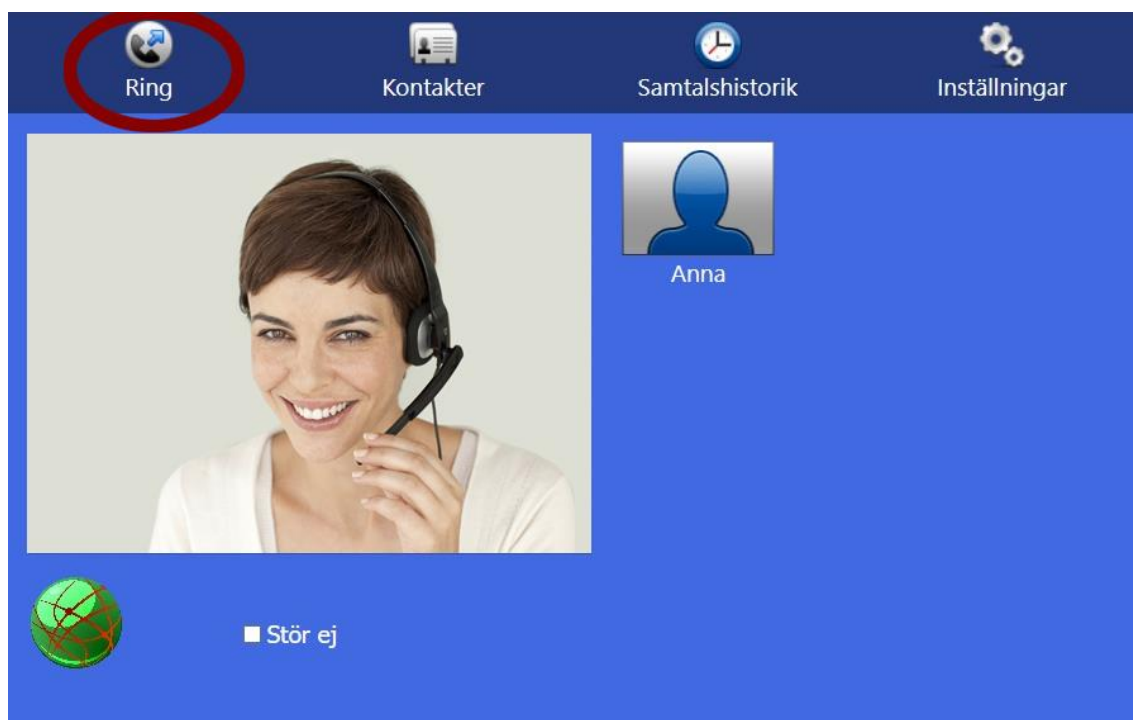 Ring
Kontakter
Samtalshistorik
Inställningar
Anna
Stör ej